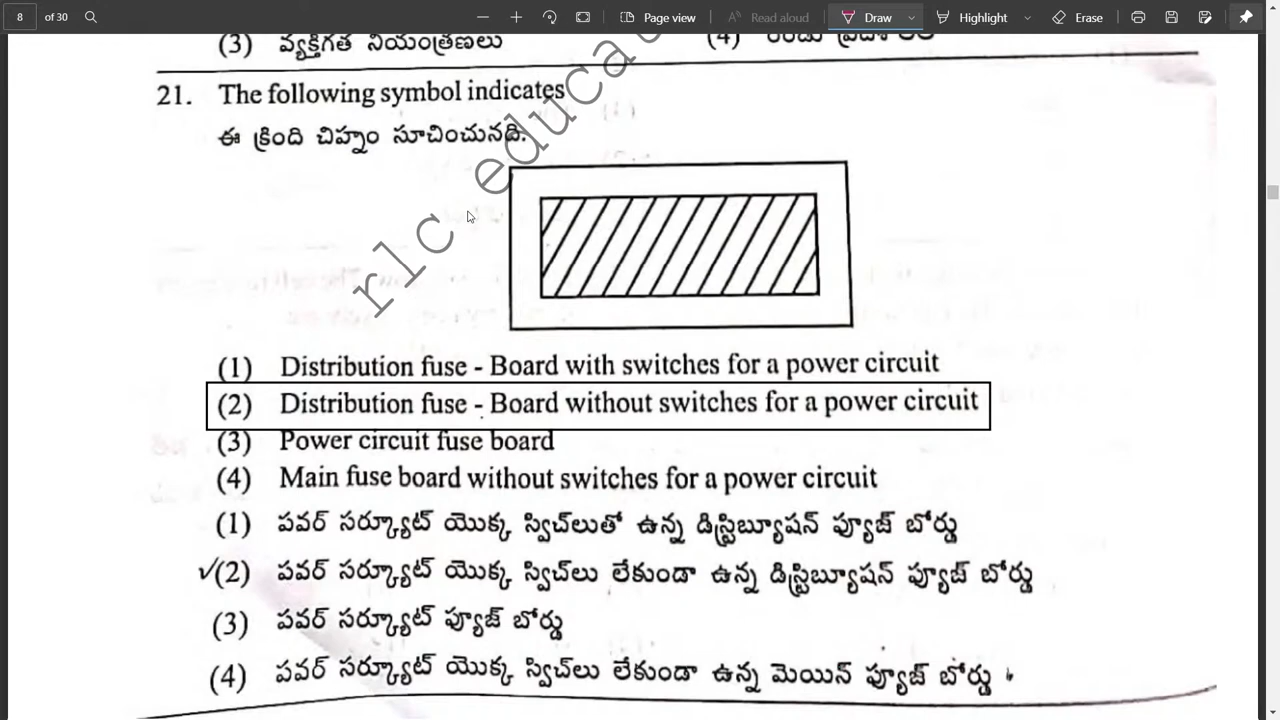 8 of 30 Page view Read aloud Draw Highlight Erase
(3) వ్యక్తిగత నియంత్రణలు (4)
21. The following symbol indicates
ఈ క్రింది చిహ్నం సూచించునది.
rlc educat
(1) Distribution fuse - Board with switches for a power circuit
(2) Distribution fuse - Board without switches for a power circuit
(3) Power circuit fuse board
(4) Main fuse board without switches for a power circuit
(1) పవర్ సర్క్యూట్ యొక్క స్విచ్‌లుతో ఉన్న డిస్ట్రిబ్యూషన్ ఫ్యూజ్ బోర్డు
(2) పవర్ సర్క్యూట్ యొక్క స్విచ్‌లు లేకుండా ఉన్న డిస్ట్రిబ్యూషన్ ఫ్యూజ్ బోర్డు
(3) పవర్ సర్క్యూట్ ఫ్యూజ్ బోర్డు
(4) పవర్ సర్క్యూట్ యొక్క స్విచ్‌లు లేకుండా ఉన్న మెయిన్ ఫ్యూజ్ బోర్డు